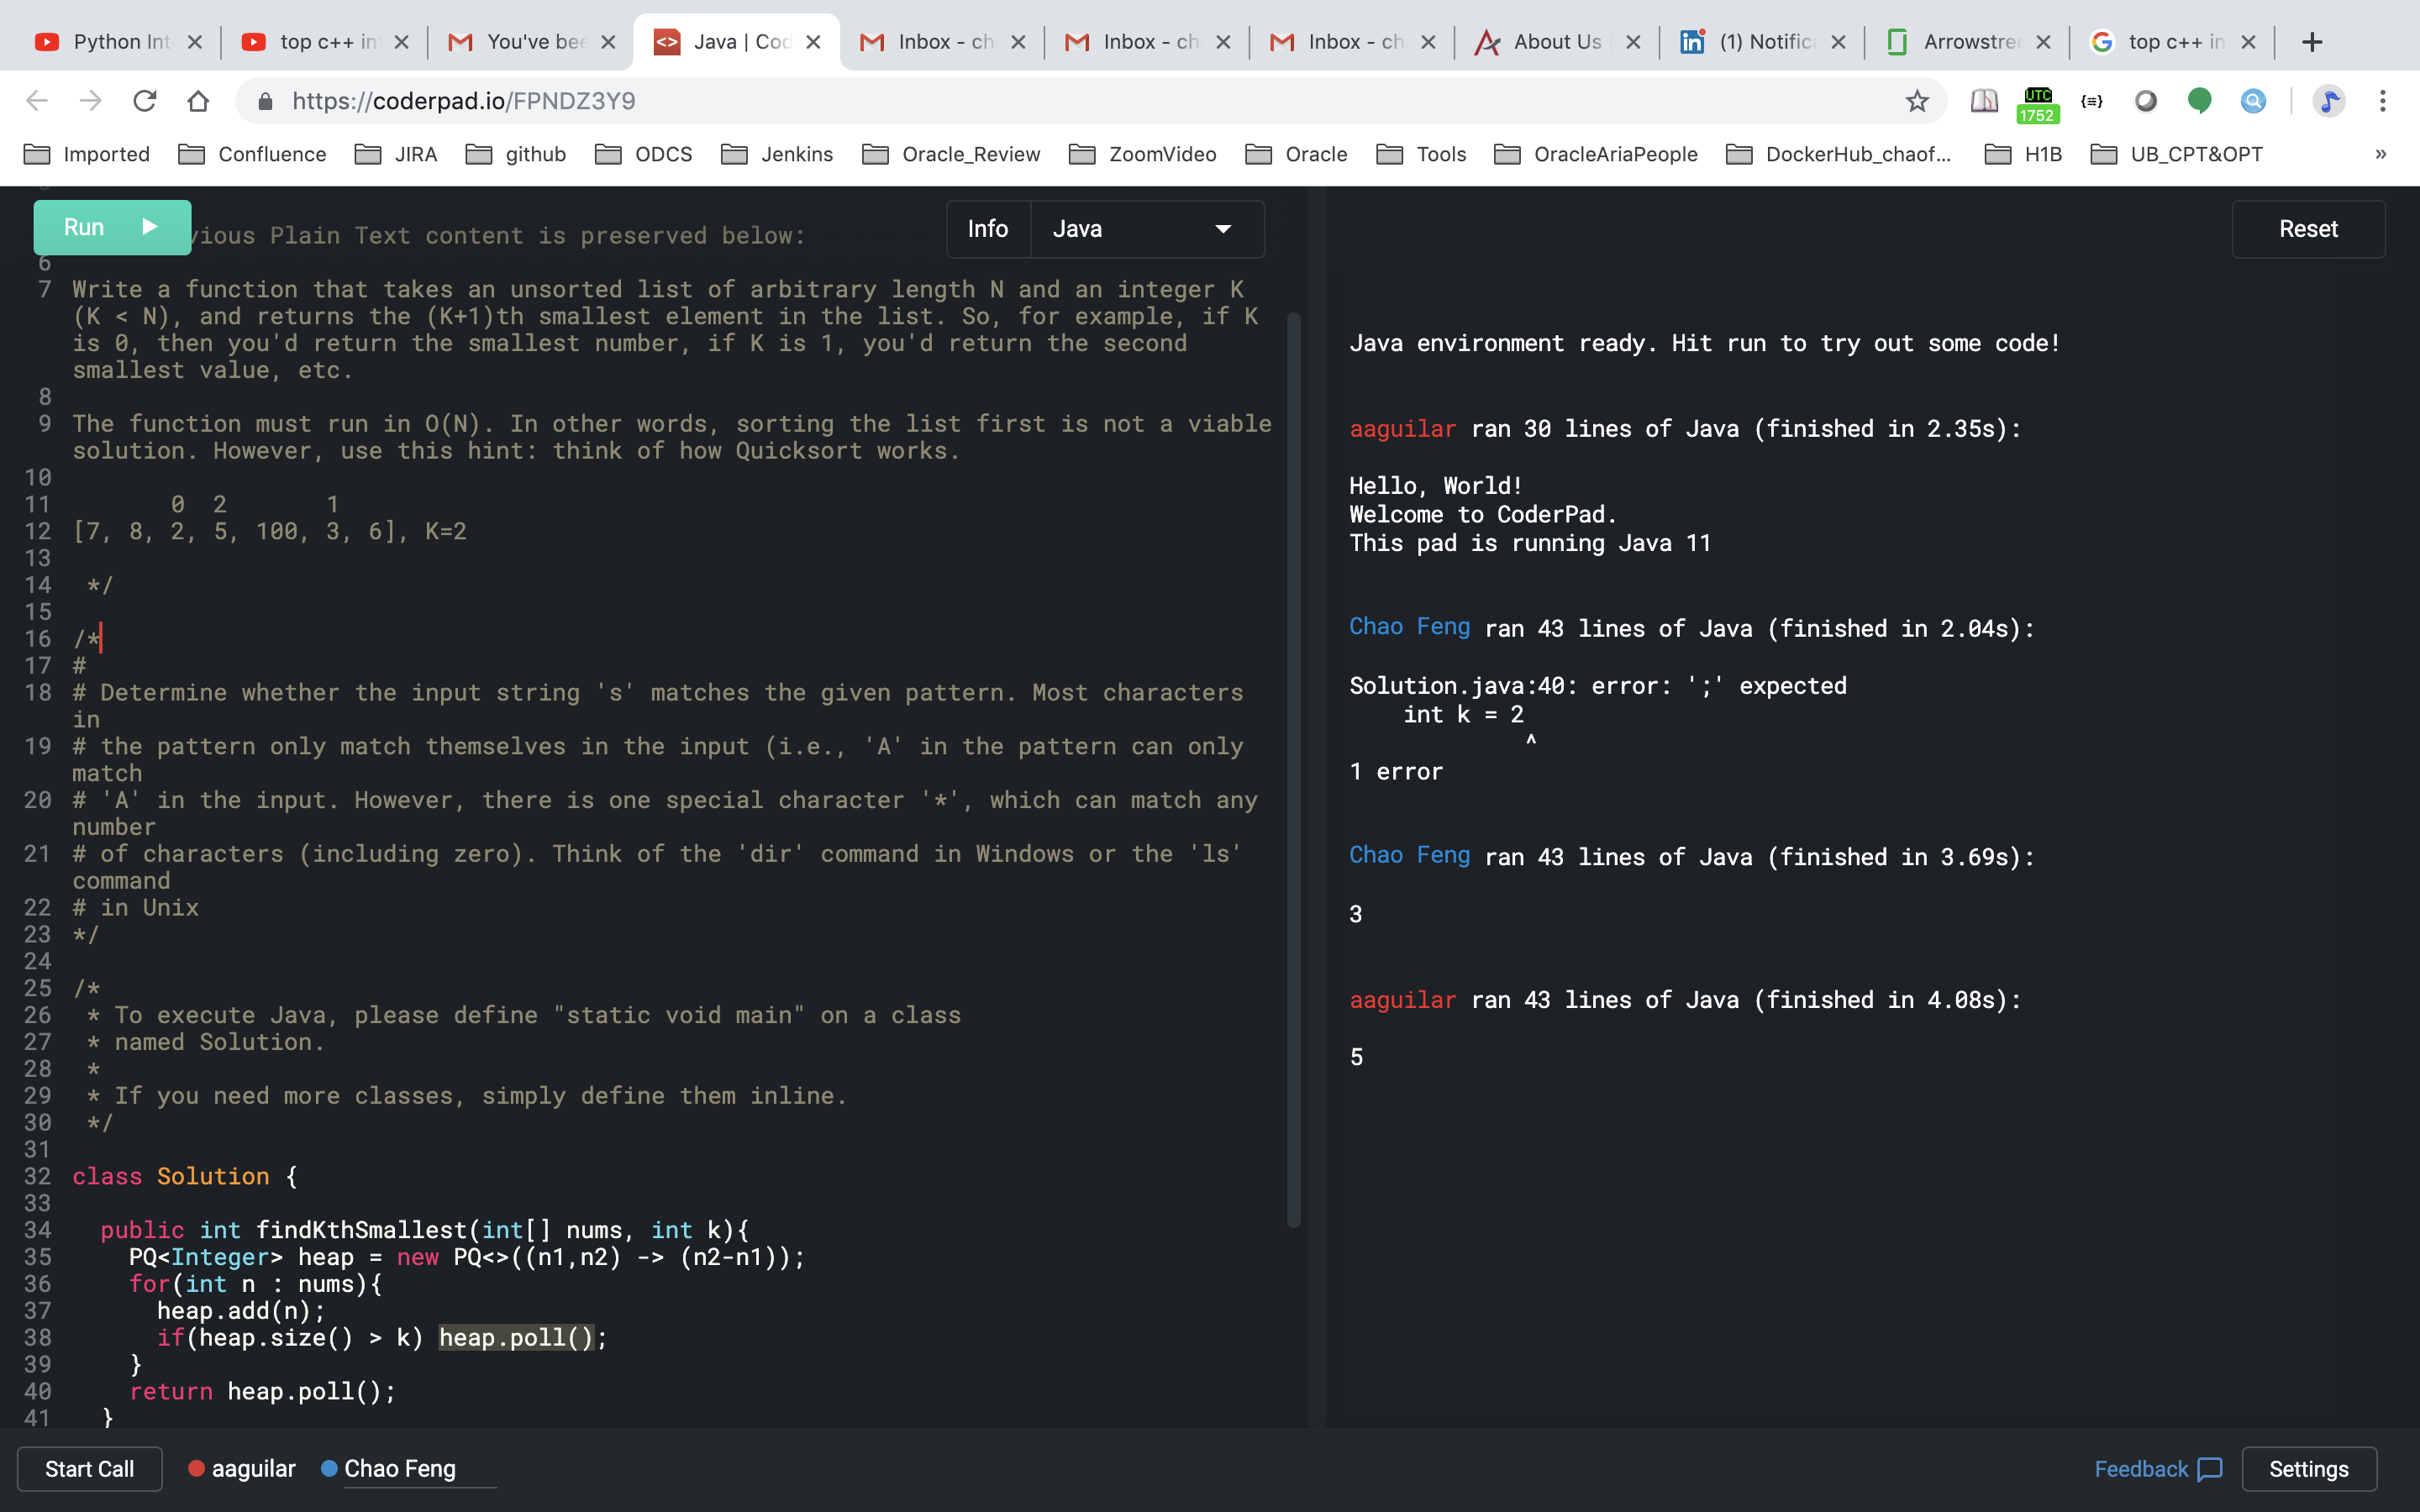 Python Int
top c++ in
You've bee
Java | Cod
Inbox - ch
Inbox - ch
Inbox - ch
About Us
(1) Notific
Arrowstre
top c++ in
https://coderpad.io/FPNDZ3Y9
UTC
1752
Imported
Confluence
JIRA
github
ODCS
Jenkins
Oracle_Review
ZoomVideo
Oracle
Tools
OracleAriaPeople
DockerHub_chaof...
H1B
UB_CPT&OPT
»
Run
vious Plain Text content is preserved below:
Info
Java
6
7 Write a function that takes an unsorted list of arbitrary length N and an integer K
(K < N), and returns the (K+1)th smallest element in the list. So, for example, if K
is 0, then you'd return the smallest number, if K is 1, you'd return the second
smallest value, etc.
8
9 The function must run in O(N). In other words, sorting the list first is not a viable
solution. However, use this hint: think of how Quicksort works.
10
11 0 2 1
12 [7, 8, 2, 5, 100, 3, 6], K=2
13
14 */
15
16 /*
17 #
18 # Determine whether the input string 's' matches the given pattern. Most characters
in
19 # the pattern only match themselves in the input (i.e., 'A' in the pattern can only
match
20 # 'A' in the input. However, there is one special character '*', which can match any
number
21 # of characters (including zero). Think of the 'dir' command in Windows or the 'ls'
command
22 # in Unix
23 */
24
25 /*
26 * To execute Java, please define "static void main" on a class
27 * named Solution.
28 *
29 * If you need more classes, simply define them inline.
30 */
31
32 class Solution {
33
34 public int findKthSmallest(int[] nums, int k){
35 PQ<Integer> heap = new PQ<>((n1,n2) -> (n2-n1));
36 for(int n : nums){
37 heap.add(n);
38 if(heap.size() > k) heap.poll();
39 }
40 return heap.poll();
41 }
Reset
Java environment ready. Hit run to try out some code!
aaguilar ran 30 lines of Java (finished in 2.35s):
Hello, World!
Welcome to CoderPad.
This pad is running Java 11
Chao Feng ran 43 lines of Java (finished in 2.04s):
Solution.java:40: error: ';' expected
int k = 2
^
1 error
Chao Feng ran 43 lines of Java (finished in 3.69s):
3
aaguilar ran 43 lines of Java (finished in 4.08s):
5
Start Call
aaguilar
Chao Feng
Feedback
Settings